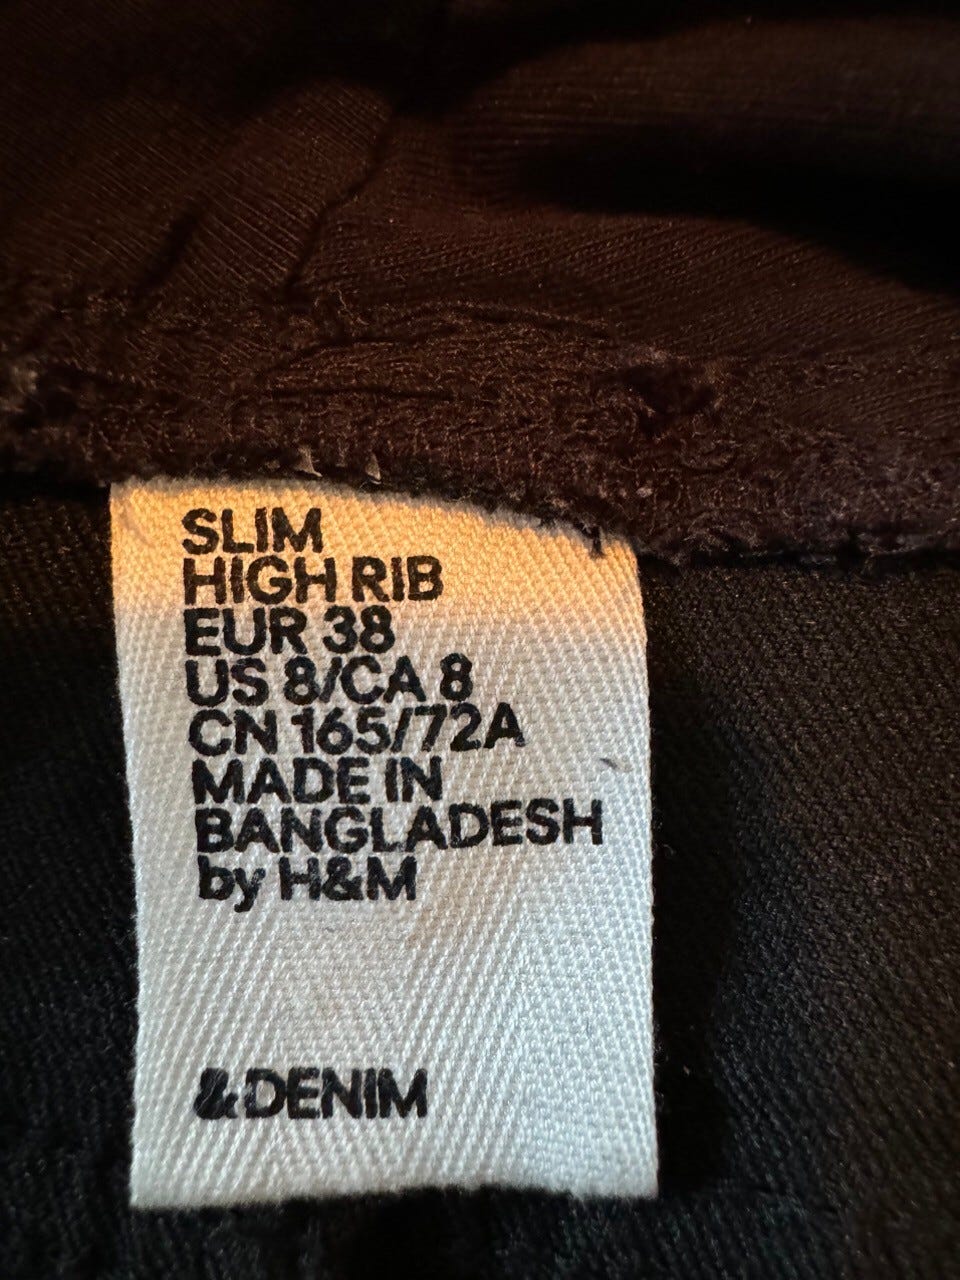 SLIM
HIGH RIB
EUR 38
US 8/CA 8
CN 165/72A
MADE IN
BANGLADESH
by H&M
&DENIM